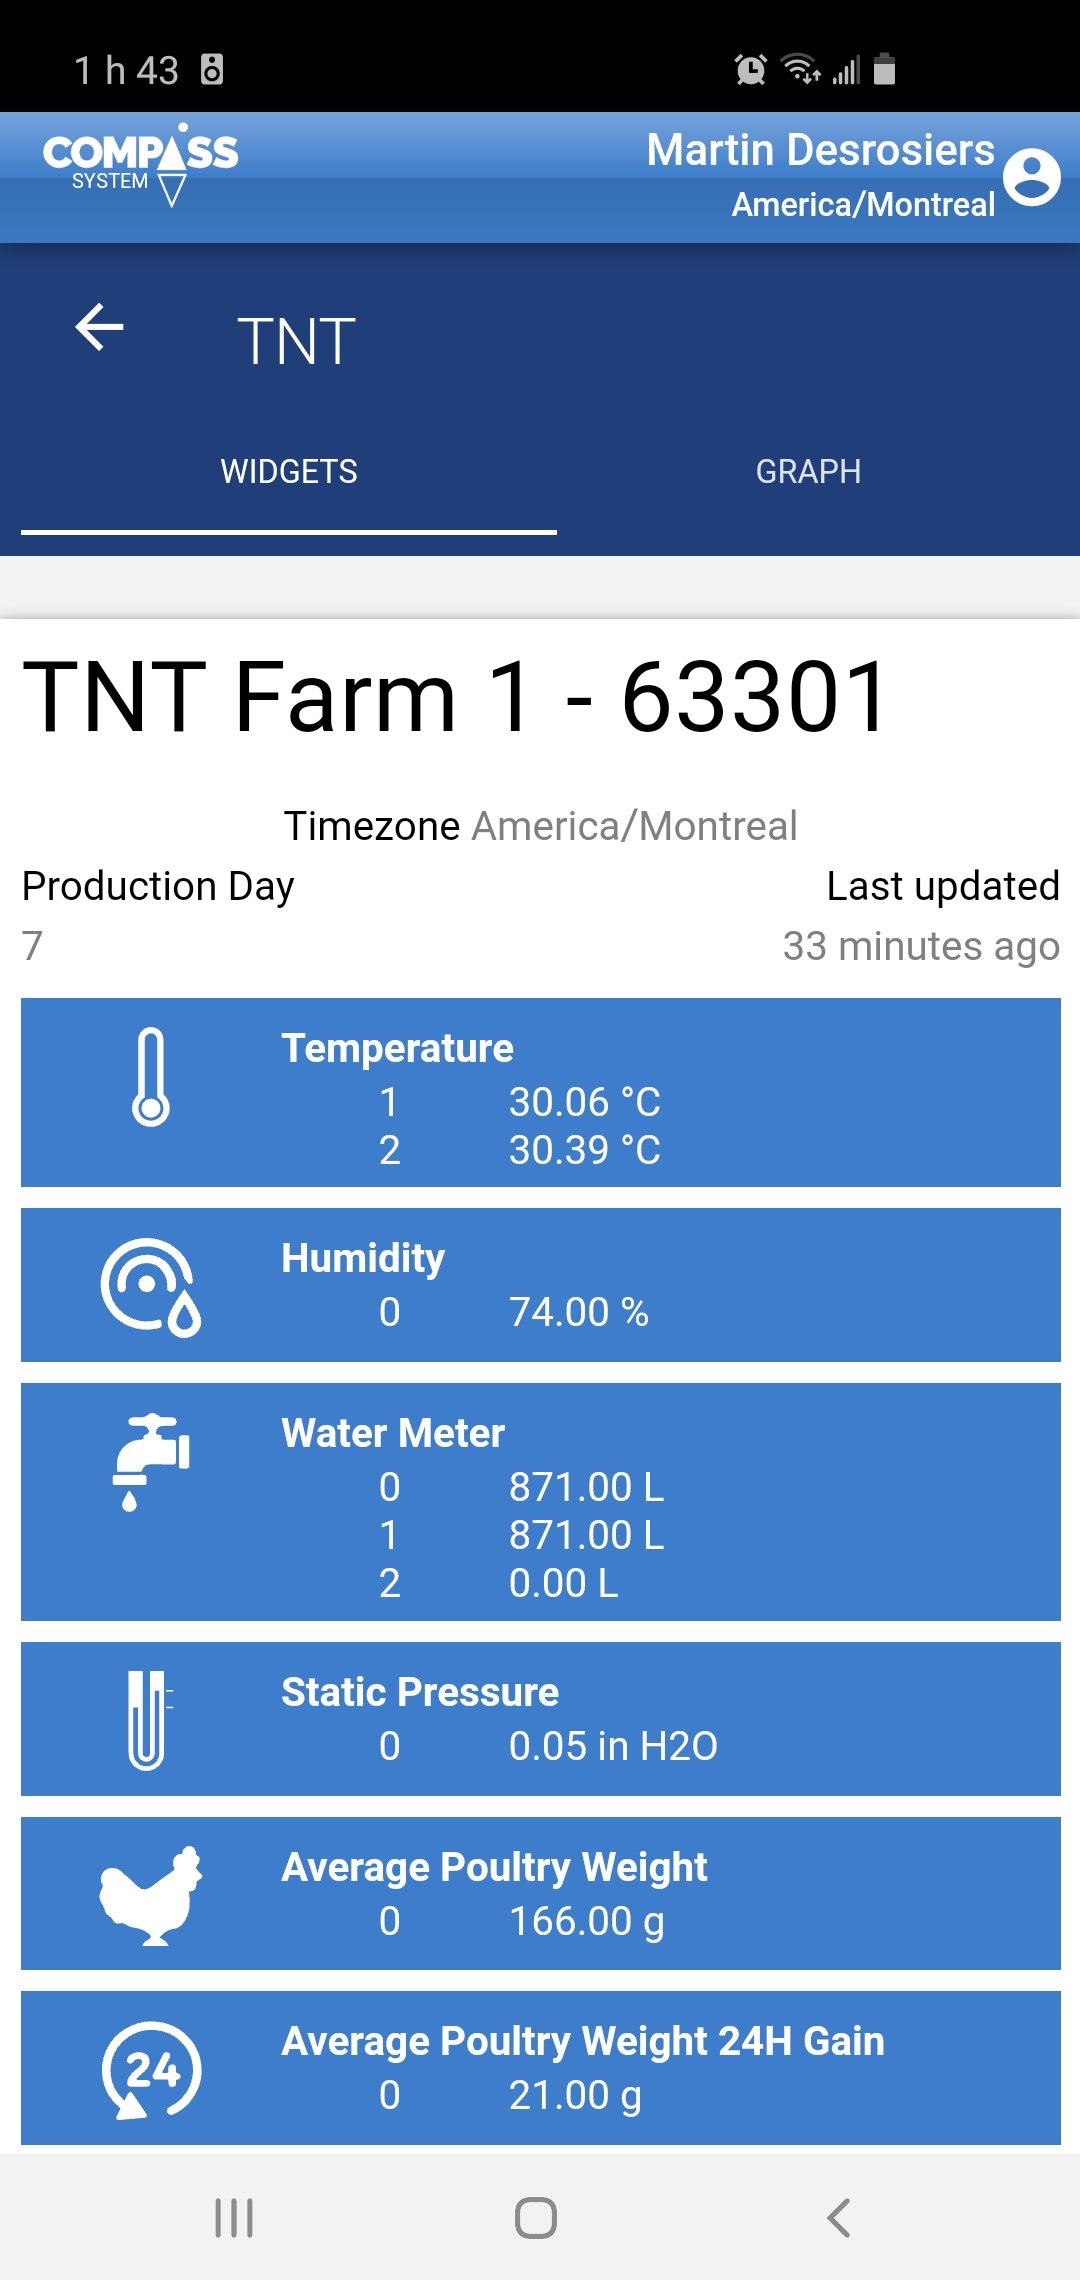 1 h 43
COMPASS
SYSTEM
Martin Desrosiers
America/Montreal
TNT
WIDGETS
GRAPH
TNT Farm 1 - 63301
Timezone America/Montreal
Production Day
Last updated
7
33 minutes ago
Temperature
1 30.06 °C
2 30.39 °C
Humidity
0 74.00 %
Water Meter
0 871.00 L
1 871.00 L
2 0.00 L
Static Pressure
0 0.05 in H2O
Average Poultry Weight
0 166.00 g
24
Average Poultry Weight 24H Gain
0 21.00 g